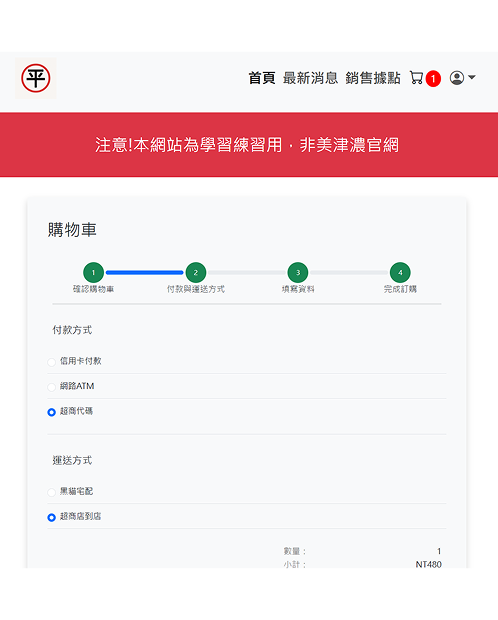 平
首頁 最新消息 銷售據點 1
注意!本網站為學習練習用，非美津濃官網
購物車
1 2 3 4
確認購物車 付款與運送方式 填寫資料 完成訂購
付款方式
信用卡付款
網路ATM
超商代碼
運送方式
黑貓宅配
超商店到店
數量： 1
小計： NT480